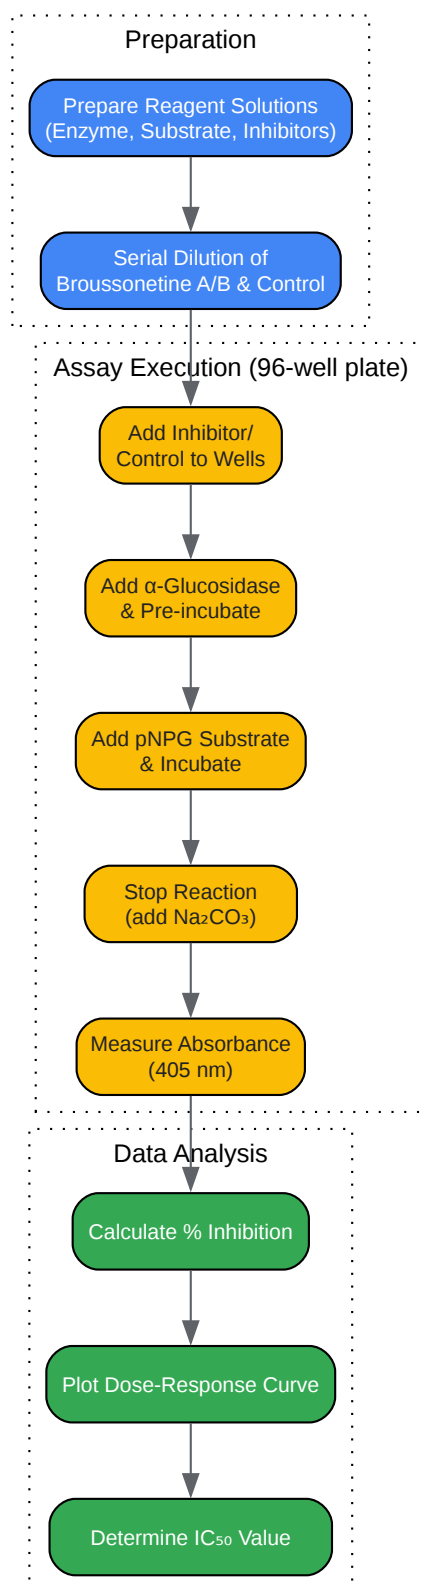 Preparation
Prepare Reagent Solutions
(Enzyme, Substrate, Inhibitors)
Serial Dilution of
Broussonetine A/B & Control
Assay Execution (96-well plate)
Add Inhibitor/
Control to Wells
Add α-Glucosidase
& Pre-incubate
Add pNPG Substrate
& Incubate
Stop Reaction
(add Na₂CO₃)
Measure Absorbance
(405 nm)
Data Analysis
Calculate % Inhibition
Plot Dose-Response Curve
Determine IC₅₀ Value